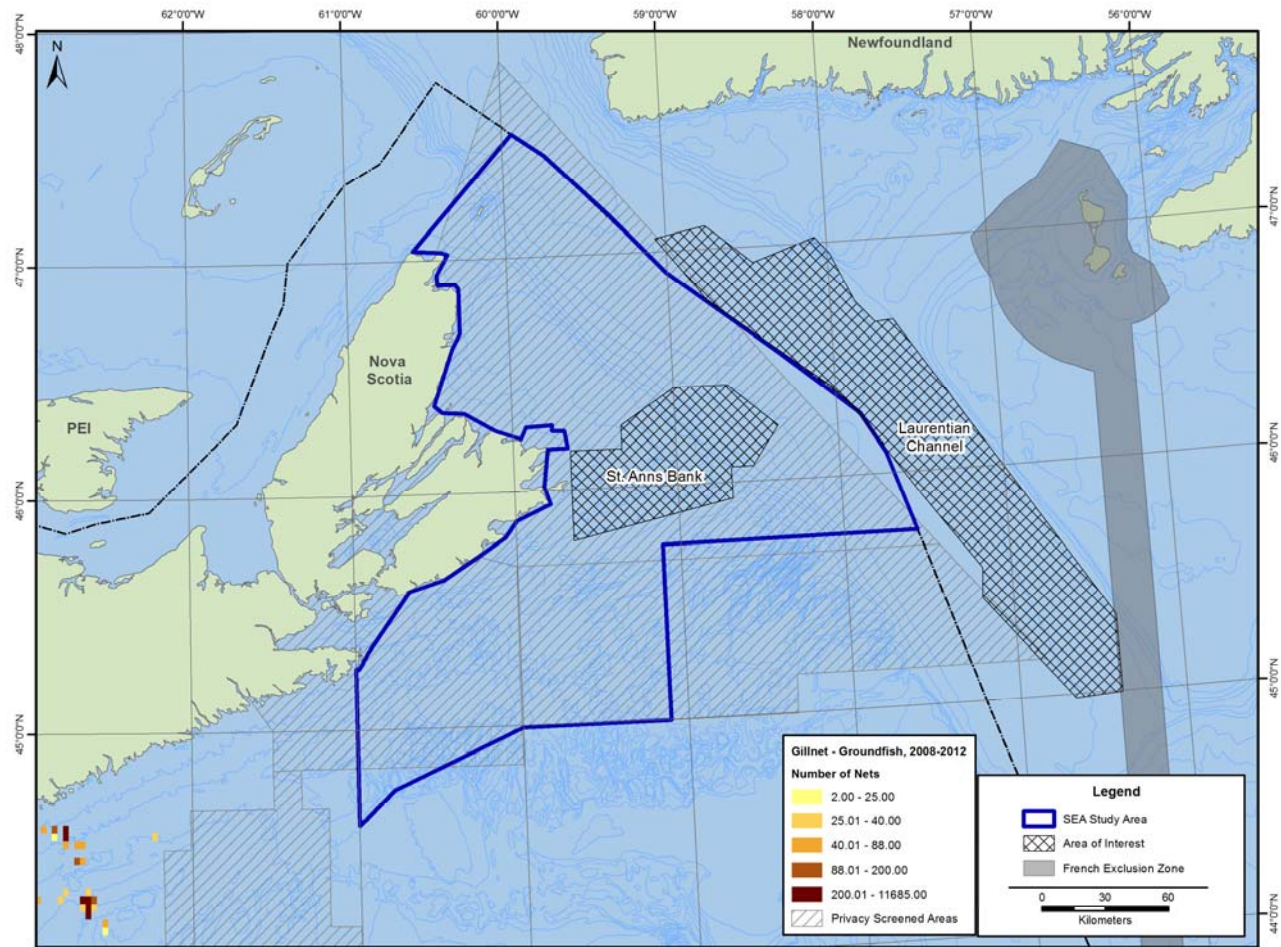 62°0'0"W
61°0'0"W
60°0'0"W
59°0'0"W
58°0'0"W
57°0'0"W
56°0'0"W
48°0'0"N
N
Newfoundland
47°0'0"N
47°0'0"N
Nova
Scotia
PEI
Laurentian
Channel
St. Anns Bank
46°0'0"N
46°0'0"N
45°0'0"N
45°0'0"N
44°0'0"N
Gillnet - Groundfish, 2008-2012
Number of Nets
2.00 - 25.00
25.01 - 40.00
40.01 - 88.00
88.01 - 200.00
200.01 - 11685.00
Privacy Screened Areas
Legend
SEA Study Area
Area of Interest
French Exclusion Zone
0 30 60
Kilometers